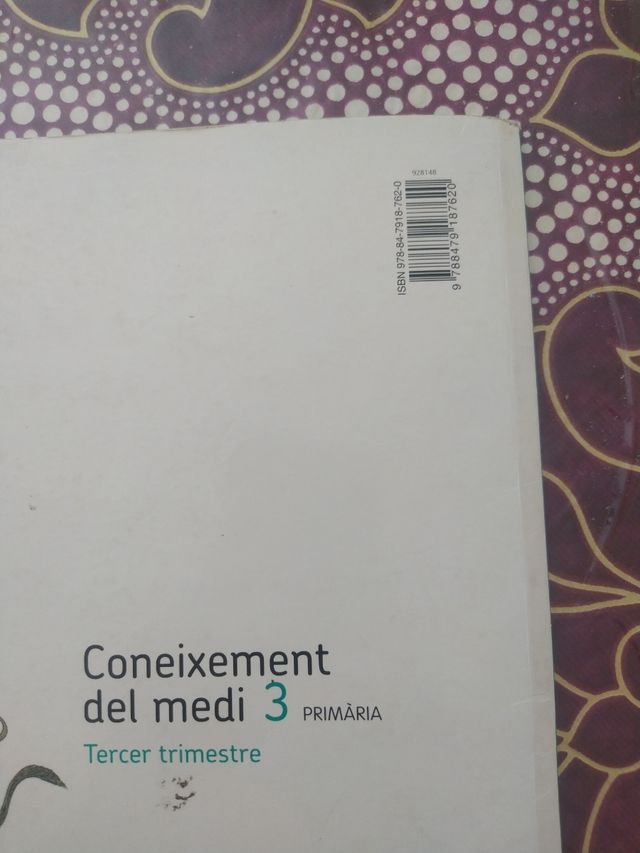 928148
ISBN 978-84-7918-762-0
9 788479 187620
Coneixement
del medi 3 PRIMÀRIA
Tercer trimestre